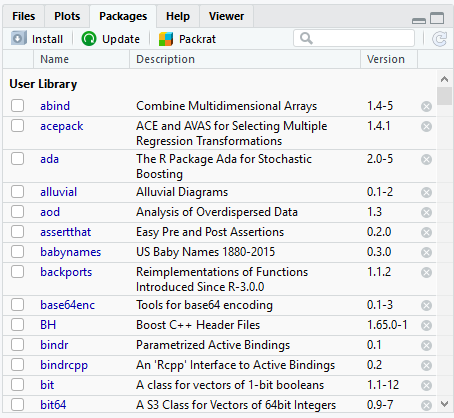 Files Plots Packages Help Viewer
Install Update Packrat
Name Description Version
User Library
abind Combine Multidimensional Arrays 1.4-5
acepack ACE and AVAS for Selecting Multiple 1.4.1
Regression Transformations
ada The R Package Ada for Stochastic 2.0-5
Boosting
alluvial Alluvial Diagrams 0.1-2
aod Analysis of Overdispersed Data 1.3
assertthat Easy Pre and Post Assertions 0.2.0
babynames US Baby Names 1880-2015 0.3.0
backports Reimplementations of Functions 1.1.2
Introduced Since R-3.0.0
base64enc Tools for base64 encoding 0.1-3
BH Boost C++ Header Files 1.65.0-1
bindr Parametrized Active Bindings 0.1
bindrcpp An 'Rcpp' Interface to Active Bindings 0.2
bit A class for vectors of 1-bit booleans 1.1-12
bit64 A S3 Class for Vectors of 64bit Integers 0.9-7